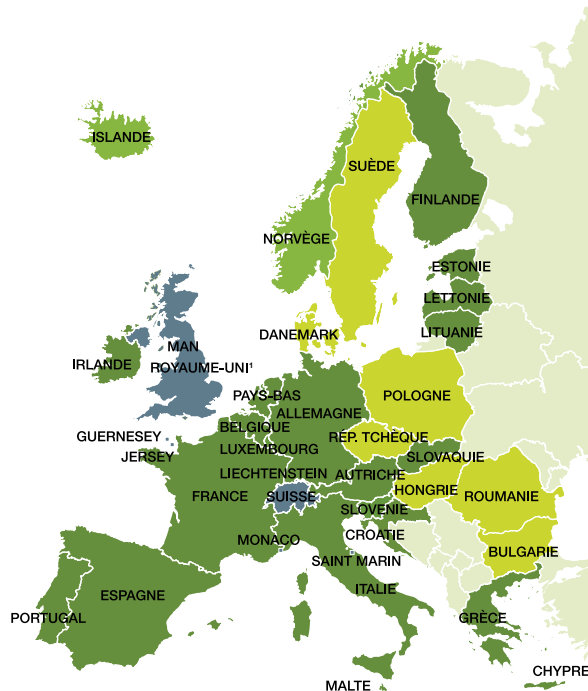 ISLANDE
SUÈDE
FINLANDE
NORVÈGE
ESTONIE
LETTONIE
LITUANIE
DANEMARK
MAN
IRLANDE
ROYAUME-UNI¹
PAYS-BAS
POLOGNE
ALLEMAGNE
BELGIQUE
GUERNESEY
RÉP. TCHÈQUE
JERSEY
LUXEMBOURG
SLOVAQUIE
LIECHTENSTEIN
AUTRICHE
FRANCE
SUISSE
HONGRIE
ROUMANIE
SLOVENIE
MONACO
CROATIE
BULGARIE
SAINT MARIN
ITALIE
ESPAGNE
PORTUGAL
GRÈCE
CHYPRE
MALTE